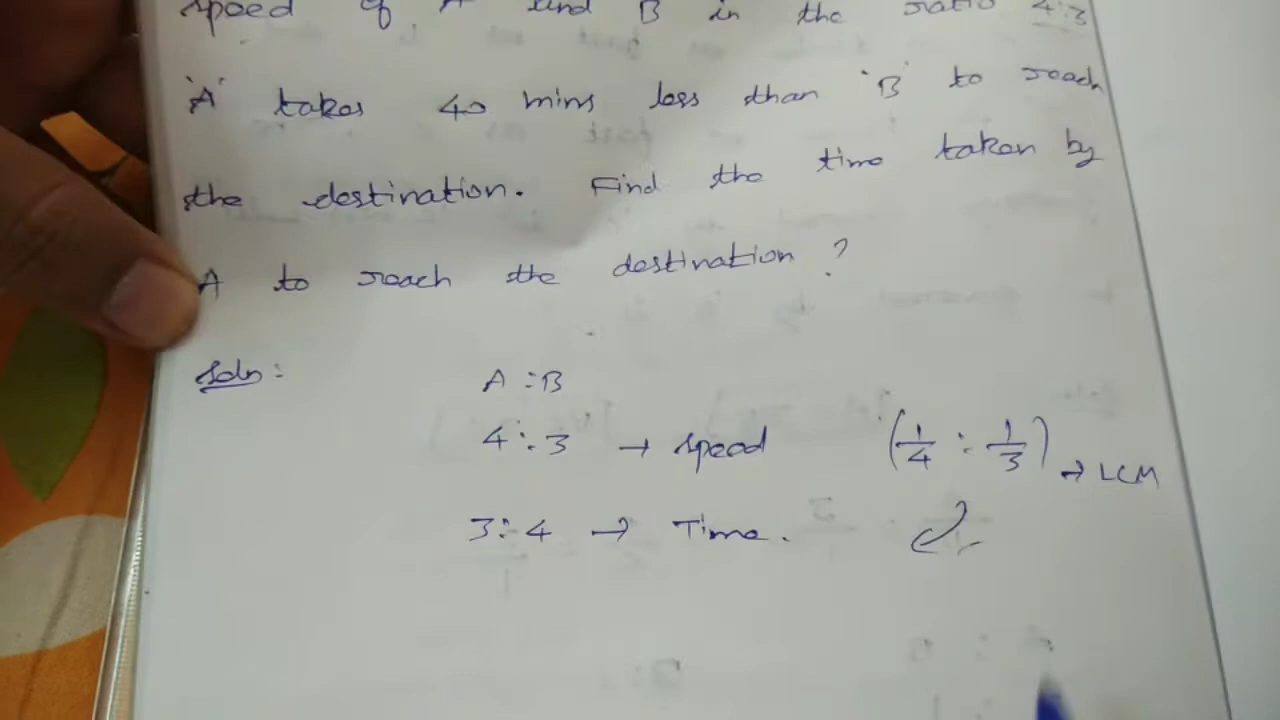 speed of A and B in the ratio 4:3
'A' takes 40 mins less than 'B' to reach
the destination. Find the time taken by
A to reach the destination ?
Soln:
A : B
4 : 3 → speed (1/4 : 1/3) → LCM
3 : 4 → Time.